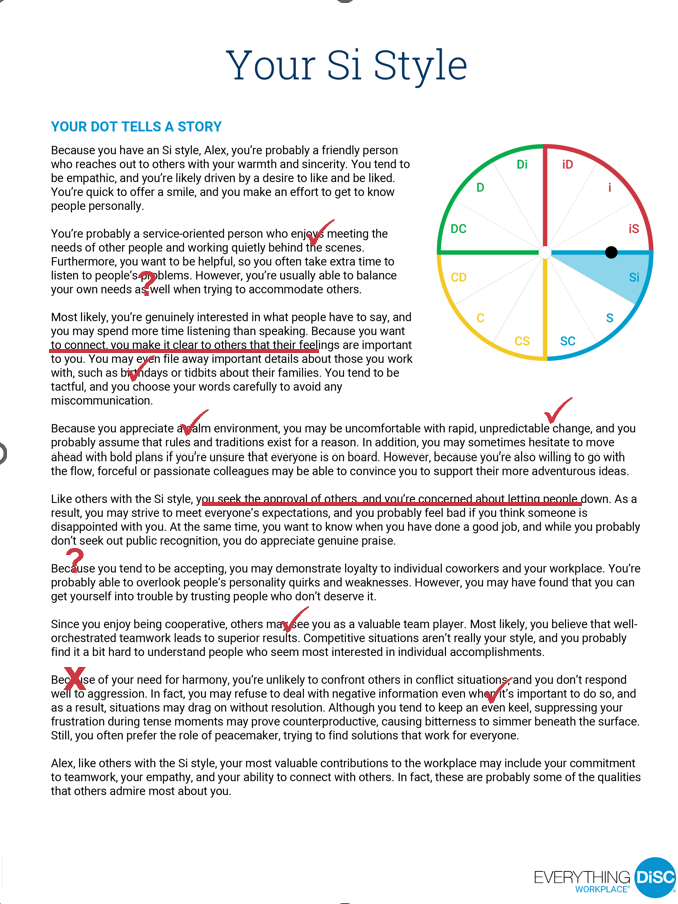 Your Si Style
YOUR DOT TELLS A STORY
Because you have an Si style, Alex, you're probably a friendly person
who reaches out to others with your warmth and sincerity. You tend to
be empathic, and you're likely driven by a desire to like and be liked.
You're quick to offer a smile, and you make an effort to get to know
people personally.
You're probably a service-oriented person who enjoys meeting the
needs of other people and working quietly behind the scenes.
Furthermore, you want to be helpful, so you often take extra time to
listen to people's problems. However, you're usually able to balance
your own needs as well when trying to accommodate others.
Most likely, you're genuinely interested in what people have to say, and
you may spend more time listening than speaking. Because you want
to connect, you make it clear to others that their feelings are important
to you. You may even file away important details about those you work
with, such as birthdays or tidbits about their families. You tend to be
tactful, and you choose your words carefully to avoid any
miscommunication.
Di
iD
D
i
DC
iS
CD
Si
C
S
CS
SC
Because you appreciate a calm environment, you may be uncomfortable with rapid, unpredictable change, and you
probably assume that rules and traditions exist for a reason. In addition, you may sometimes hesitate to move
ahead with bold plans if you're unsure that everyone is on board. However, because you're also willing to go with
the flow, forceful or passionate colleagues may be able to convince you to support their more adventurous ideas.
Like others with the Si style, you seek the approval of others, and you're concerned about letting people down. As a
result, you may strive to meet everyone's expectations, and you probably feel bad if you think someone is
disappointed with you. At the same time, you want to know when you have done a good job, and while you probably
don't seek out public recognition, you do appreciate genuine praise.
Because you tend to be accepting, you may demonstrate loyalty to individual coworkers and your workplace. You're
probably able to overlook people's personality quirks and weaknesses. However, you may have found that you can
get yourself into trouble by trusting people who don't deserve it.
Since you enjoy being cooperative, others may see you as a valuable team player. Most likely, you believe that well-
orchestrated teamwork leads to superior results. Competitive situations aren't really your style, and you probably
find it a bit hard to understand people who seem most interested in individual accomplishments.
Because of your need for harmony, you're unlikely to confront others in conflict situations, and you don't respond
well to aggression. In fact, you may refuse to deal with negative information even when it's important to do so, and
as a result, situations may drag on without resolution. Although you tend to keep an even keel, suppressing your
frustration during tense moments may prove counterproductive, causing bitterness to simmer beneath the surface.
Still, you often prefer the role of peacemaker, trying to find solutions that work for everyone.
Alex, like others with the Si style, your most valuable contributions to the workplace may include your commitment
to teamwork, your empathy, and your ability to connect with others. In fact, these are probably some of the qualities
that others admire most about you.
?
?
X
EVERYTHING DiSC
WORKPLACE